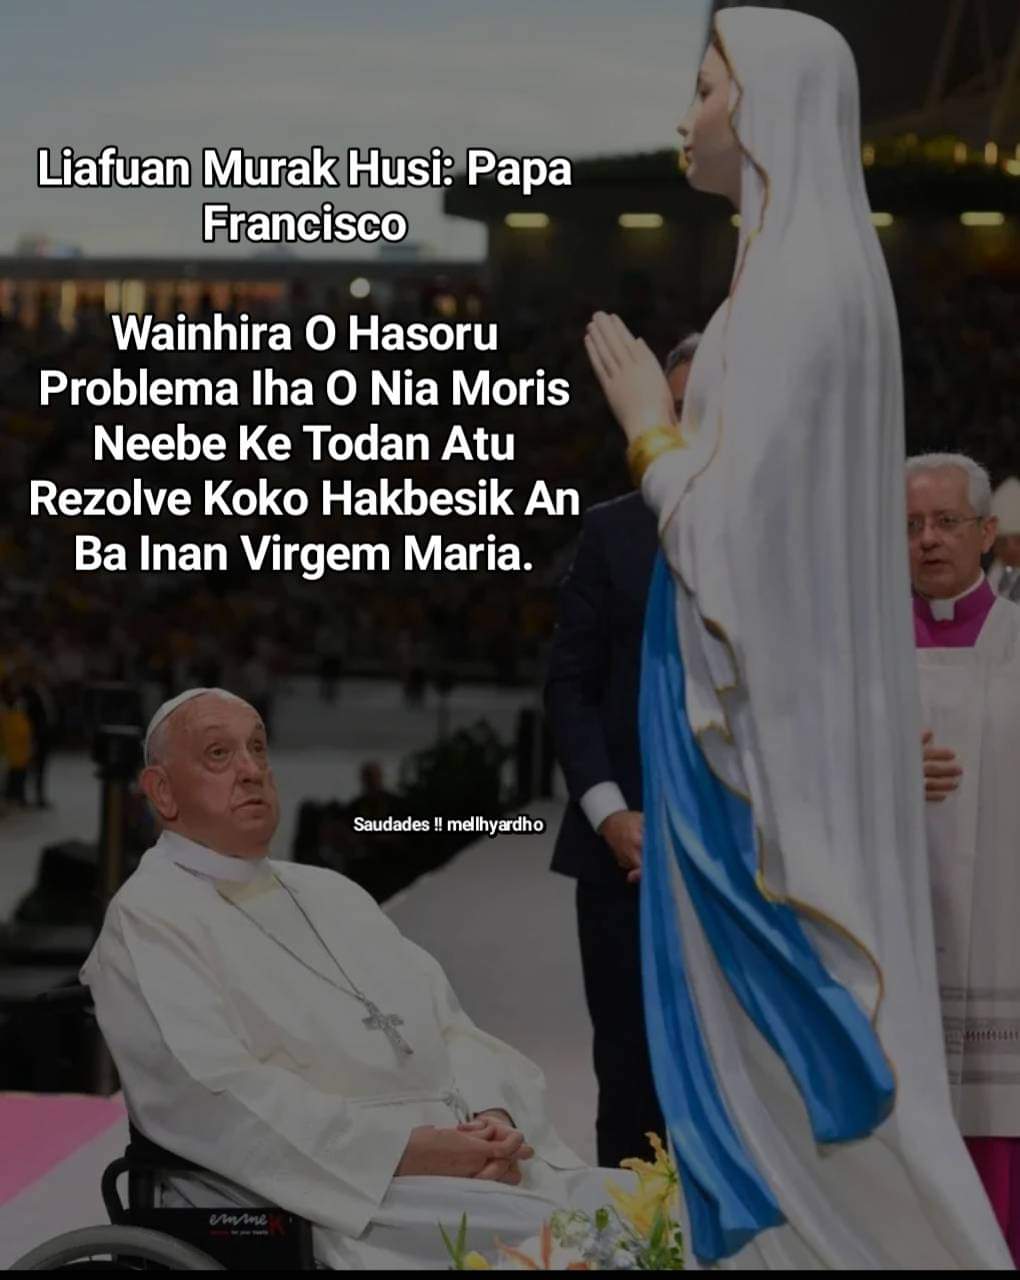 Liafuan Murak Husi: Papa
Francisco
Wainhira O Hasoru
Problema Iha O Nia Moris
Neebe Ke Todan Atu
Rezolve Koko Hakbesik An
Ba Inan Virgem Maria.
Saudades !! mellhyardho
emme